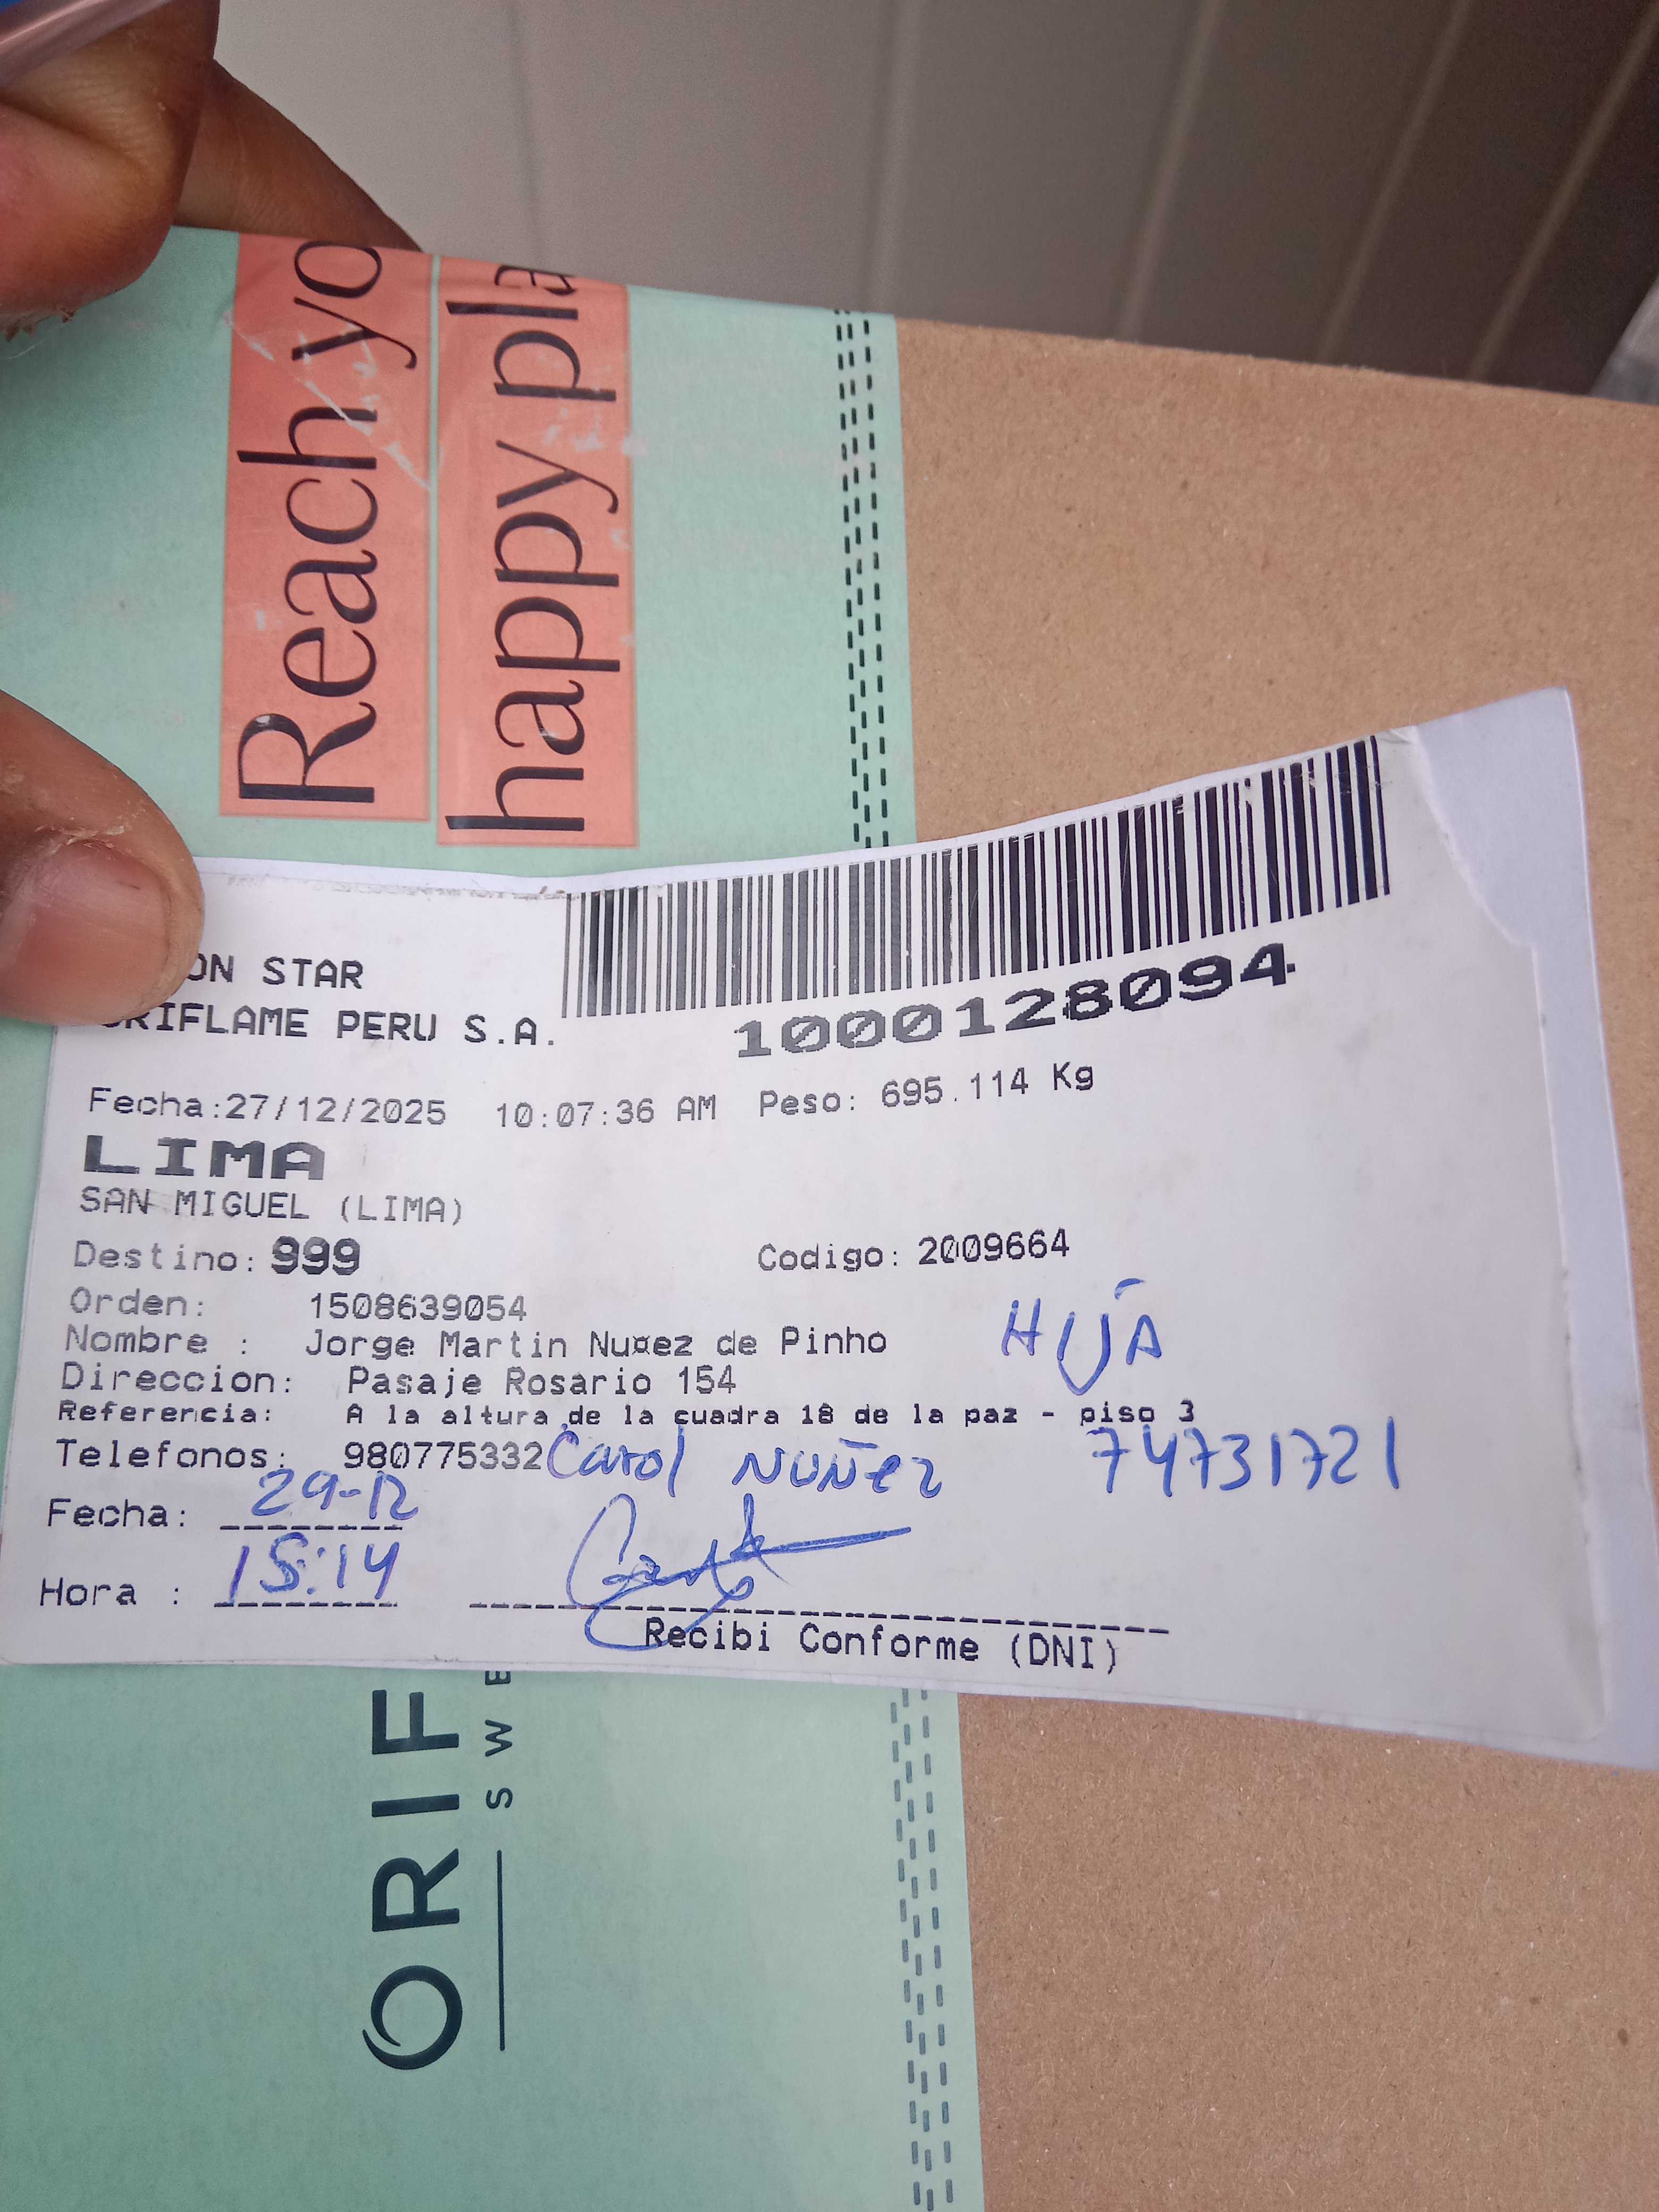 Reach yo
happy pla
ON STAR
ORIFLAME PERU S.A.
1000128094
Fecha:27/12/2025 10:07:36 AM Peso: 695.114 Kg
LIMA
SAN MIGUEL (LIMA)
Destino: 999 Codigo: 2009664
Orden: 1508639054
Nombre : Jorge Martin Nuñez de Pinho
HIJA
Direccion: Pasaje Rosario 154
Referencia: A la altura de la cuadra 18 de la paz - piso 3
Telefonos: 980775332 Carol NUÑez 74731721
Fecha: 29-12
Hora : 15:14
Recibi Conforme (DNI)
ORIF
SWE